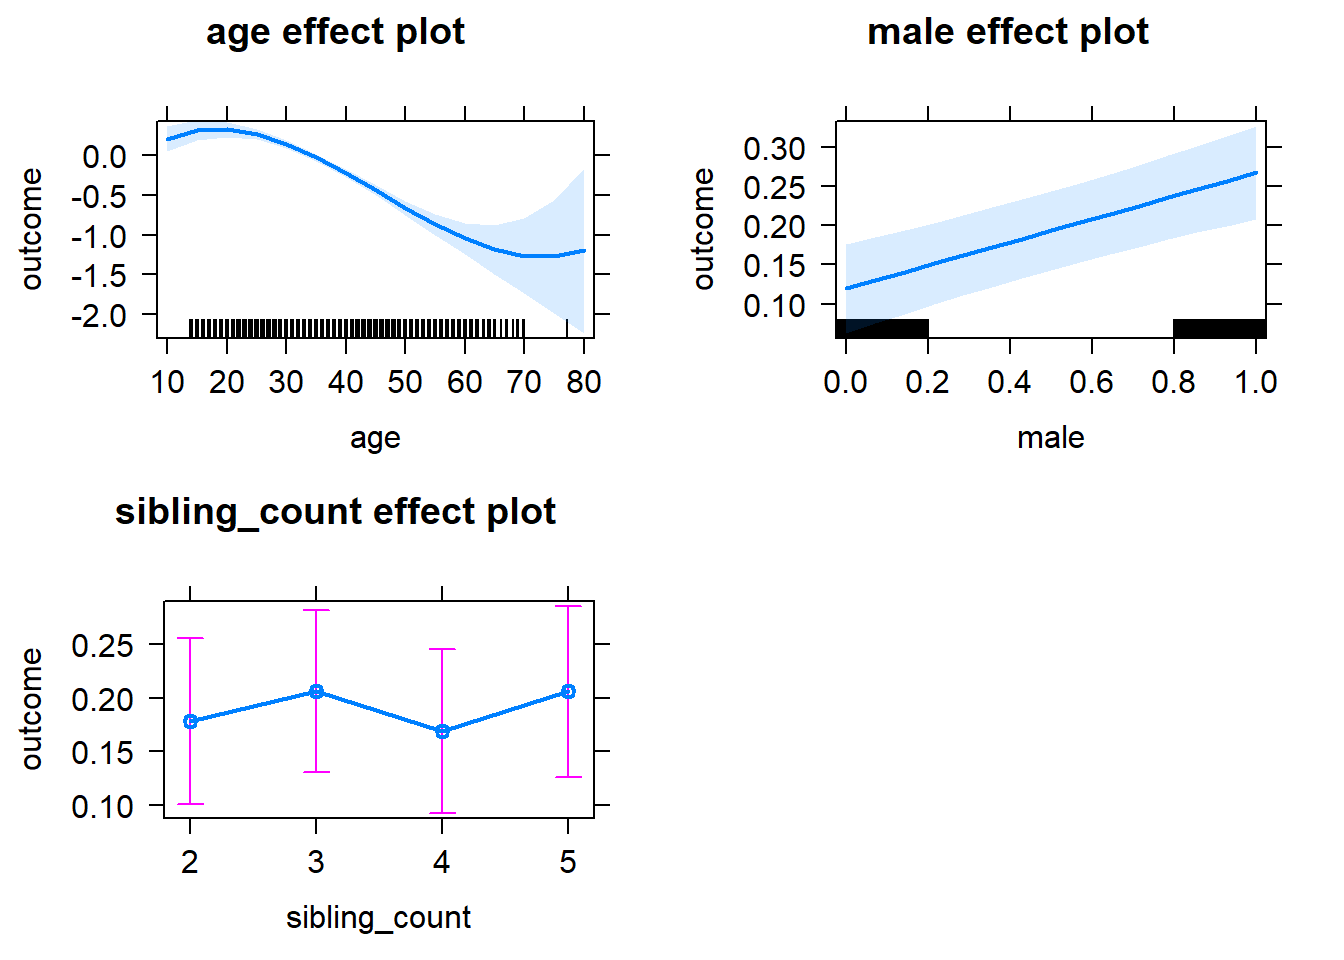 age effect plot
outcome
0.0
-0.5
-1.0
-1.5
-2.0
10 20 30 40 50 60 70 80
age
male effect plot
outcome
0.30
0.25
0.20
0.15
0.10
0.0 0.2 0.4 0.6 0.8 1.0
male
sibling_count effect plot
outcome
0.25
0.20
0.15
0.10
2 3 4 5
sibling_count